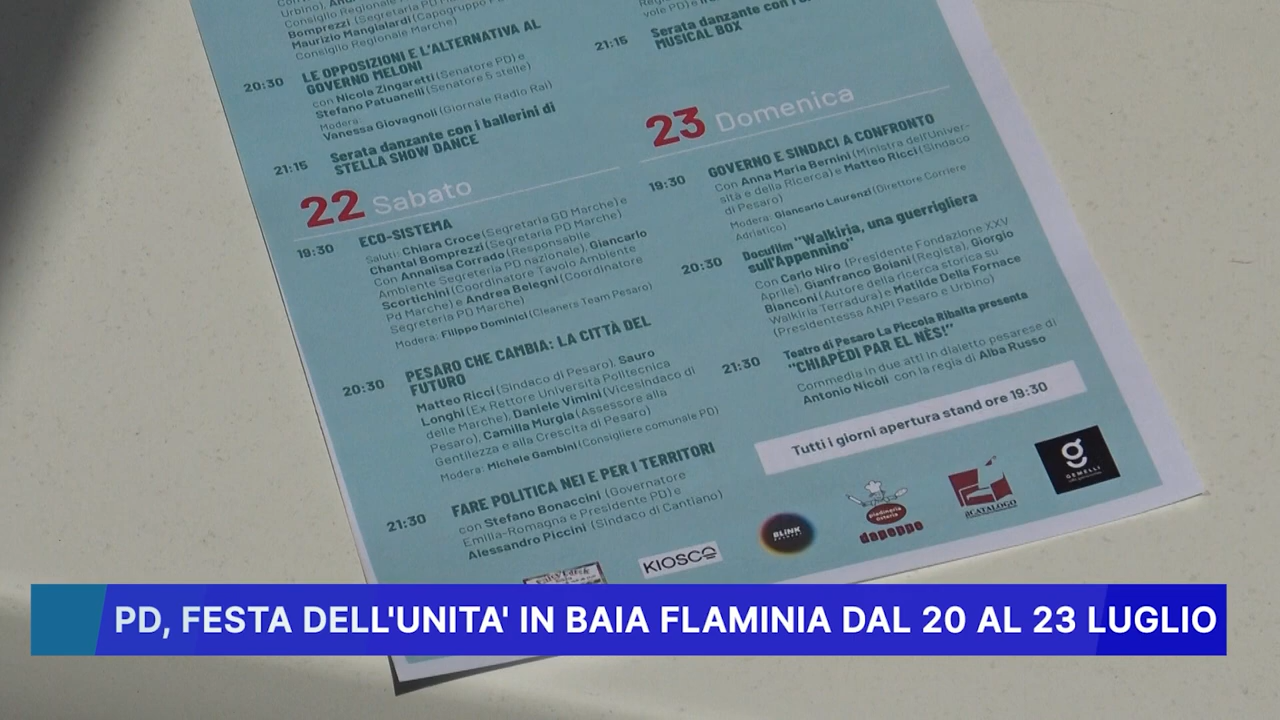 Urbino), And
Consiglio Regionale
Bomprezzi (Segretaria PD
Maurizio Mangialardi (Capogruppo P
Consiglio Regionale Marche)
20:30
LE OPPOSIZIONI E L'ALTERNATIVA AL
GOVERNO MELONI
con Nicola Zingaretti (Senatore PD) e
Stefano Patuanelli (Senatore 5 stelle)
Modera:
Vanessa Giovagnoli (Giornale Radio Rai)
21:15
Serata danzante con i ballerini di
STELLA SHOW DANCE
22 Sabato
19:30
ECO-SISTEMA
Saluti: Chiara Croce (Segretaria GD Marche) e
Chantal Bomprezzi (Segretaria PD Marche)
Con Annalisa Corrado (Responsabile
Ambiente Segreteria PD nazionale), Giancarlo
Scortichini (Coordinatore Tavolo Ambiente
Pd Marche) e Andrea Belegni (Coordinatore
Segreteria PD Marche)
Modera: Filippo Dominici (Cleaners Team Pesaro)
20:30
PESARO CHE CAMBIA: LA CITTÀ DEL
FUTURO
Matteo Ricci (Sindaco di Pesaro), Sauro
Longhi (Ex Rettore Università Politecnica
delle Marche), Daniele Vimini (Vicesindaco di
Pesaro), Camilla Murgia (Assessore alla
Gentilezza e alla Crescita di Pesaro)
Modera: Michele Gambini (Consigliere comunale PD)
21:30
FARE POLITICA NEI E PER I TERRITORI
con Stefano Bonaccini (Governatore
Emilia-Romagna e Presidente PD) e
Alessandro Piccini (Sindaco di Cantiano)
vole PD) e
21:15
Serata danzante con l'
MUSICAL BOX
23 Domenica
19:30
GOVERNO E SINDACI A CONFRONTO
Con Anna Maria Bernini (Ministra dell'Univer-
sità e della Ricerca) e Matteo Ricci (Sindaco
di Pesaro)
Modera: Giancarlo Laurenzi (Direttore Corriere
Adriatico)
20:30
Docufilm "Walkiria, una guerrigliera
sull'Appennino"
Con Carlo Niro (Presidente Fondazione XXV
Aprile), Gianfranco Boiani (Regista), Giorgio
Bianconi (Autore della ricerca storica su
Walkiria Terradura) e Matilde Della Fornace
(Presidentessa ANPI Pesaro e Urbino)
21:30
Teatro di Pesaro La Piccola Ribalta presenta
"CHIAPÈDI PAR EL NÈS!"
Commedia in due atti in dialetto pesarese di
Antonio Nicoli con la regia di Alba Russo
Tutti i giorni apertura stand ore 19:30
KIOSCO
BLINK
piadineria
osteria
dapeppo
ACATALOGO
GEMELLI
PD, FESTA DELL'UNITA' IN BAIA FLAMINIA DAL 20 AL 23 LUGLIO